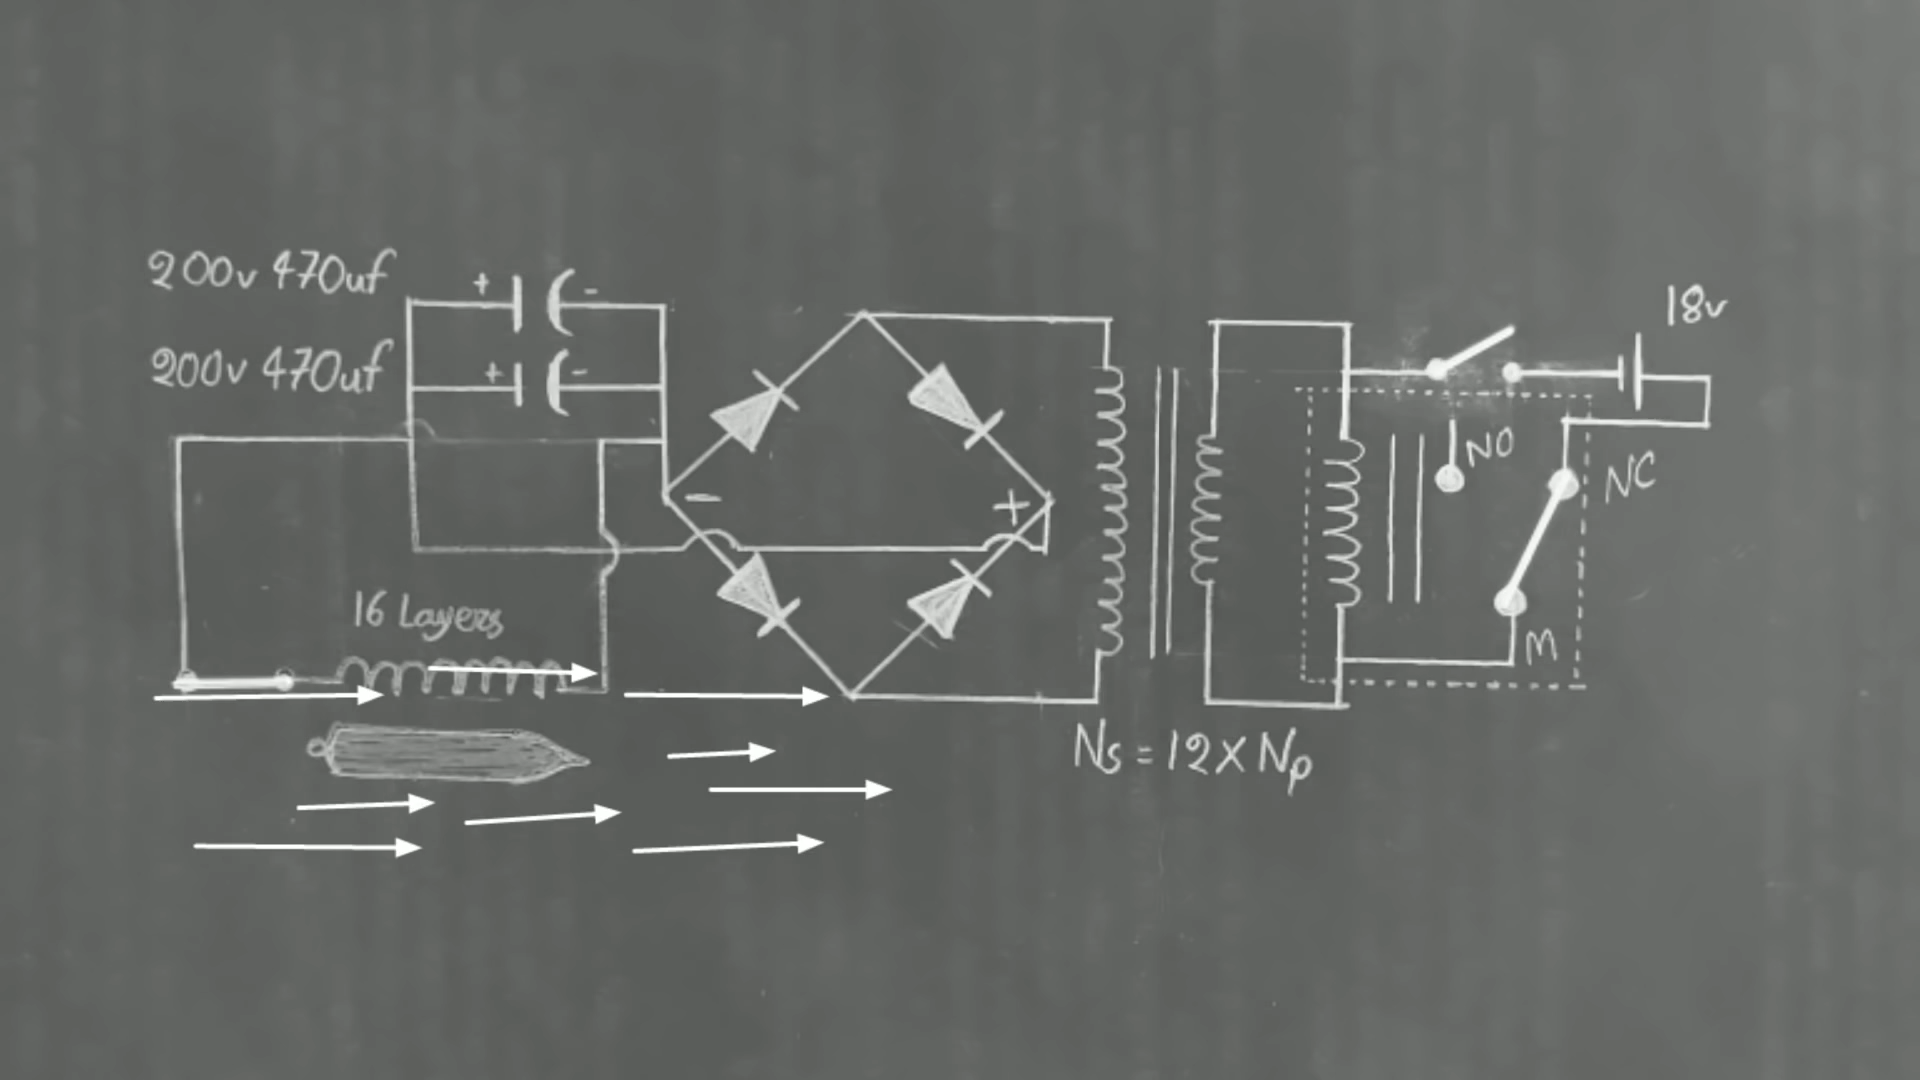 200v 470uf
+ -
200v 470uf
+ -
18v
NO
NC
- +
16 Layers
M
Ns = 12 X Np